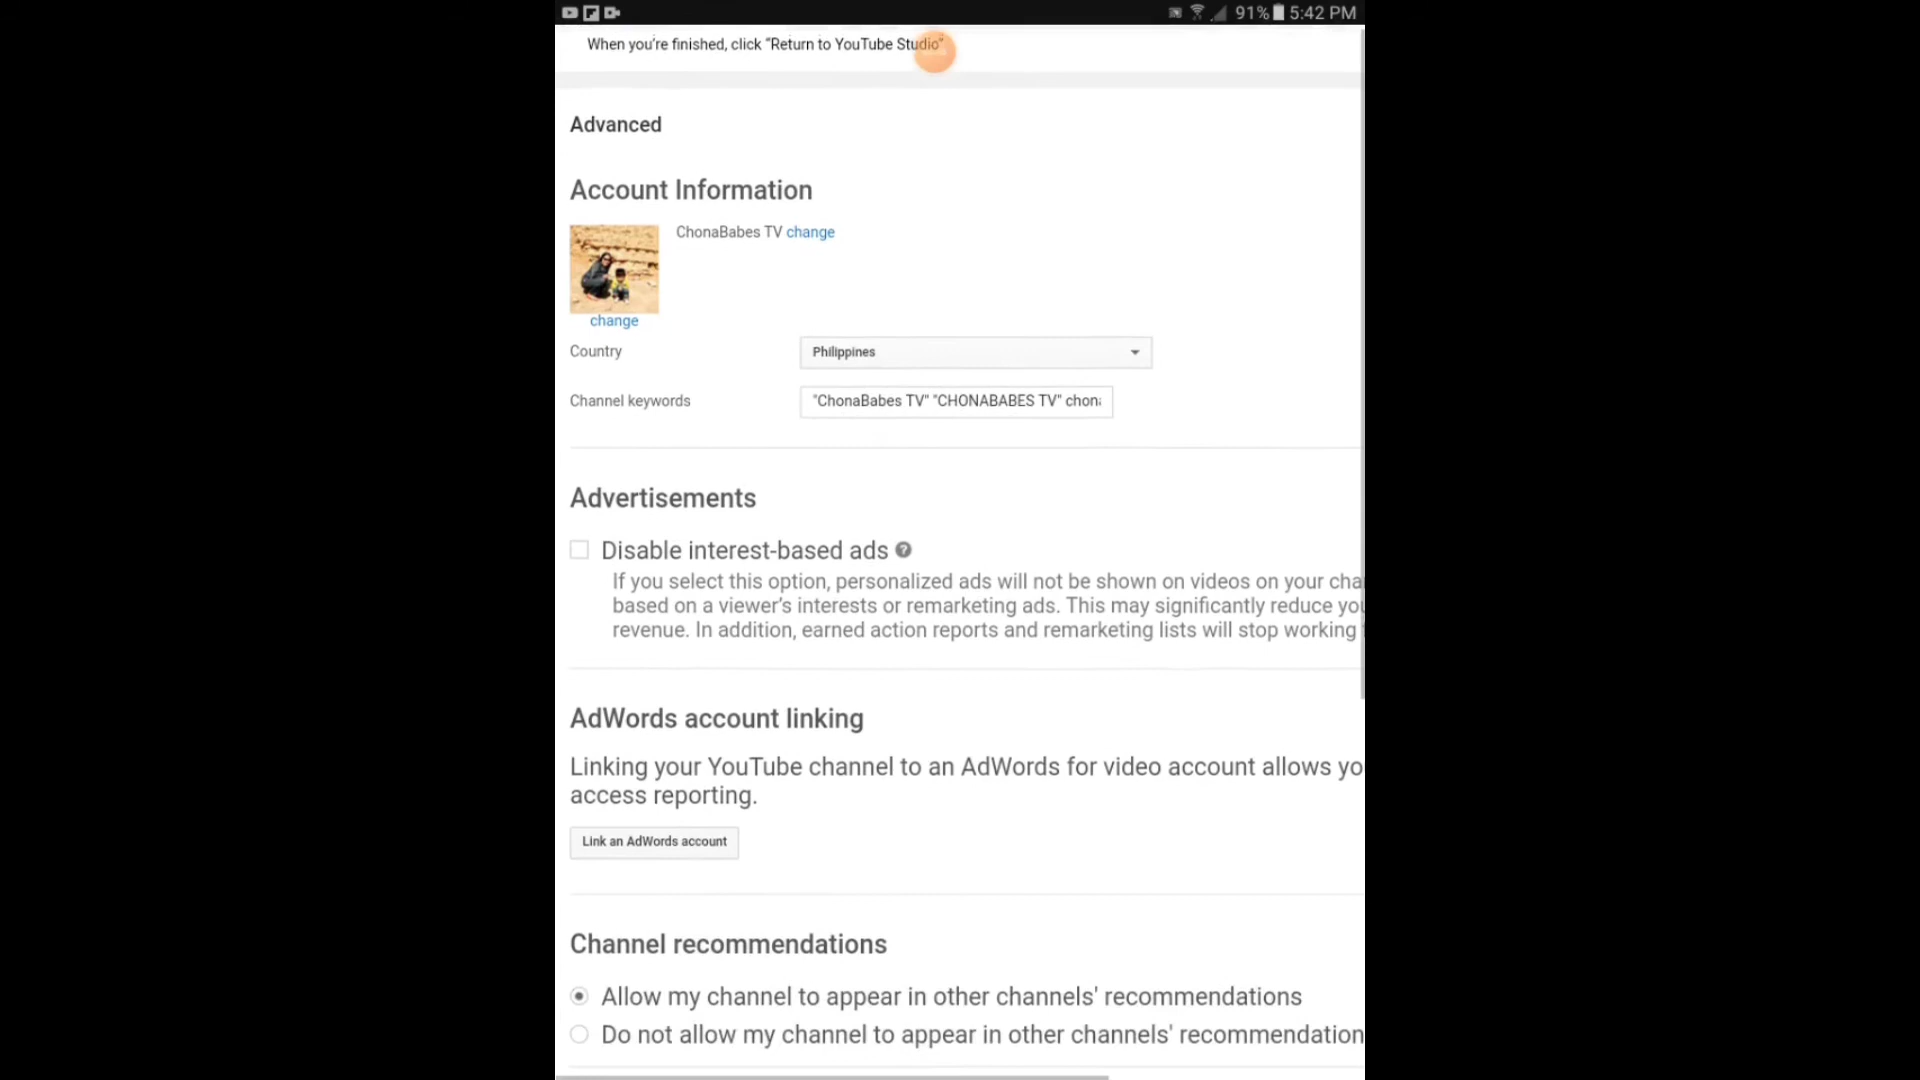 91% 5:42 PM
When you're finished, click "Return to YouTube Studio"
Advanced
Account Information
ChonaBabes TV change
change
Country
Philippines
Channel keywords
"ChonaBabes TV" "CHONABABES TV" chona
Advertisements
Disable interest-based ads ?
If you select this option, personalized ads will not be shown on videos on your cha
based on a viewer's interests or remarketing ads. This may significantly reduce you
revenue. In addition, earned action reports and remarketing lists will stop working
AdWords account linking
Linking your YouTube channel to an AdWords for video account allows yo
access reporting.
Link an AdWords account
Channel recommendations
Allow my channel to appear in other channels' recommendations
Do not allow my channel to appear in other channels' recommendation